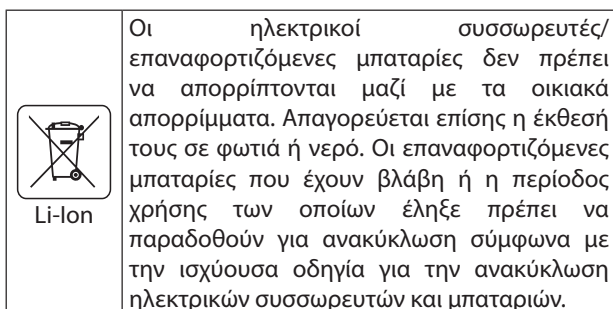 Li-Ion
Οι ηλεκτρικοί συσσωρευτές/
επαναφορτιζόμενες μπαταρίες δεν πρέπει
να απορρίπτονται μαζί με τα οικιακά
απορρίμματα. Απαγορεύεται επίσης η έκθεσή
τους σε φωτιά ή νερό. Οι επαναφορτιζόμενες
μπαταρίες που έχουν βλάβη ή η περίοδος
χρήσης των οποίων έληξε πρέπει να
παραδοθούν για ανακύκλωση σύμφωνα με
την ισχύουσα οδηγία για την ανακύκλωση
ηλεκτρικών συσσωρευτών και μπαταριών.